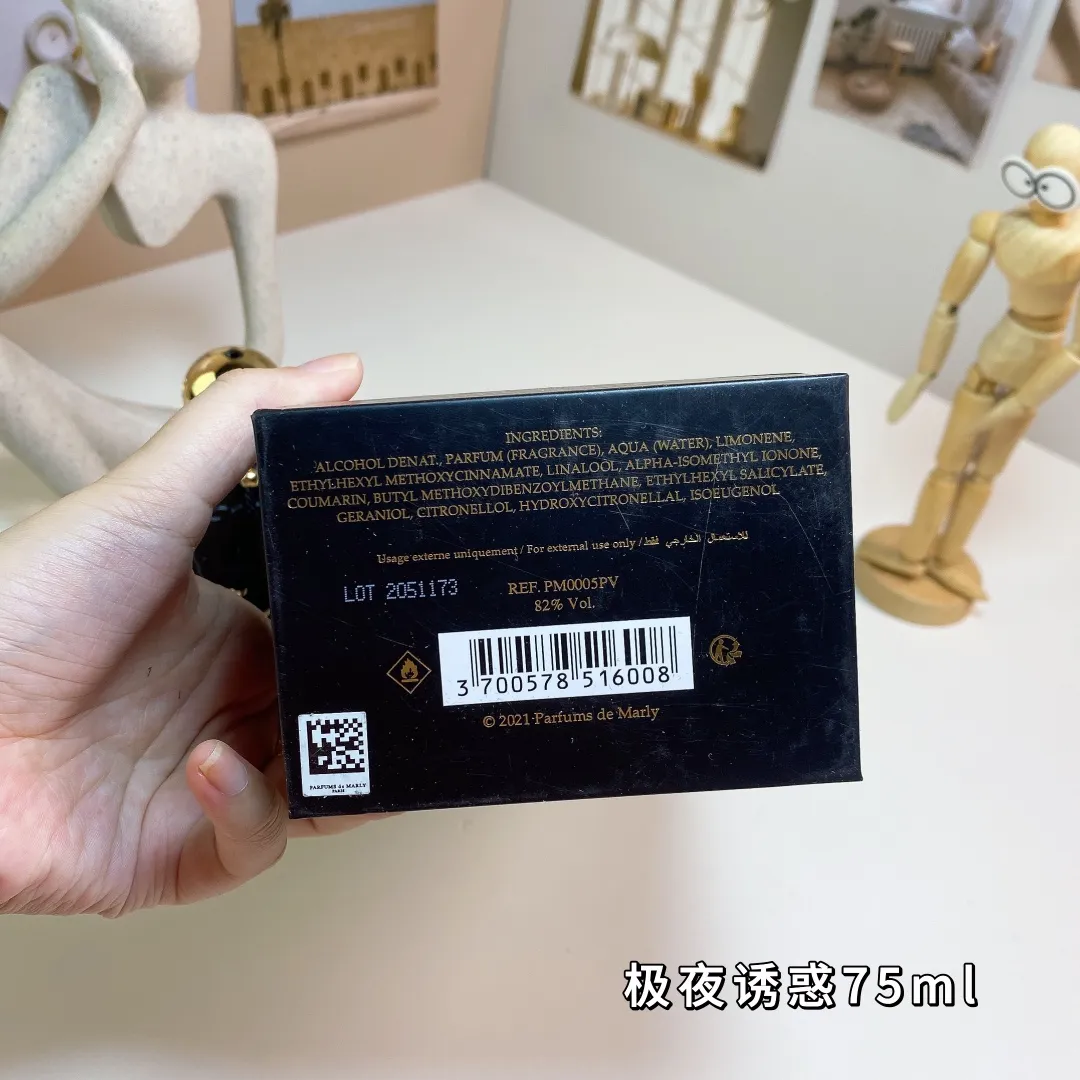 INGREDIENTS:
ALCOHOL DENAT., PARFUM (FRAGRANCE), AQUA (WATER), LIMONENE,
ETHYLHEXYL METHOXYCINNAMATE, LINALOOL, ALPHA-ISOMETHYL IONONE,
COUMARIN, BUTYL METHOXYDIBENZOYLMETHANE, ETHYLHEXYL SALICYLATE,
GERANIOL, CITRONELLOL, HYDROXYCITRONELLAL, ISOEUGENOL
Usage externe uniquement / For external use only / للاستعمال الخارجي فقط
LOT 2051173
REF. PM0005PV
82% Vol.
3 700578 516008
© 2021 Parfums de Marly
PARFUMS de MARLY
PARIS
极夜诱惑75ml